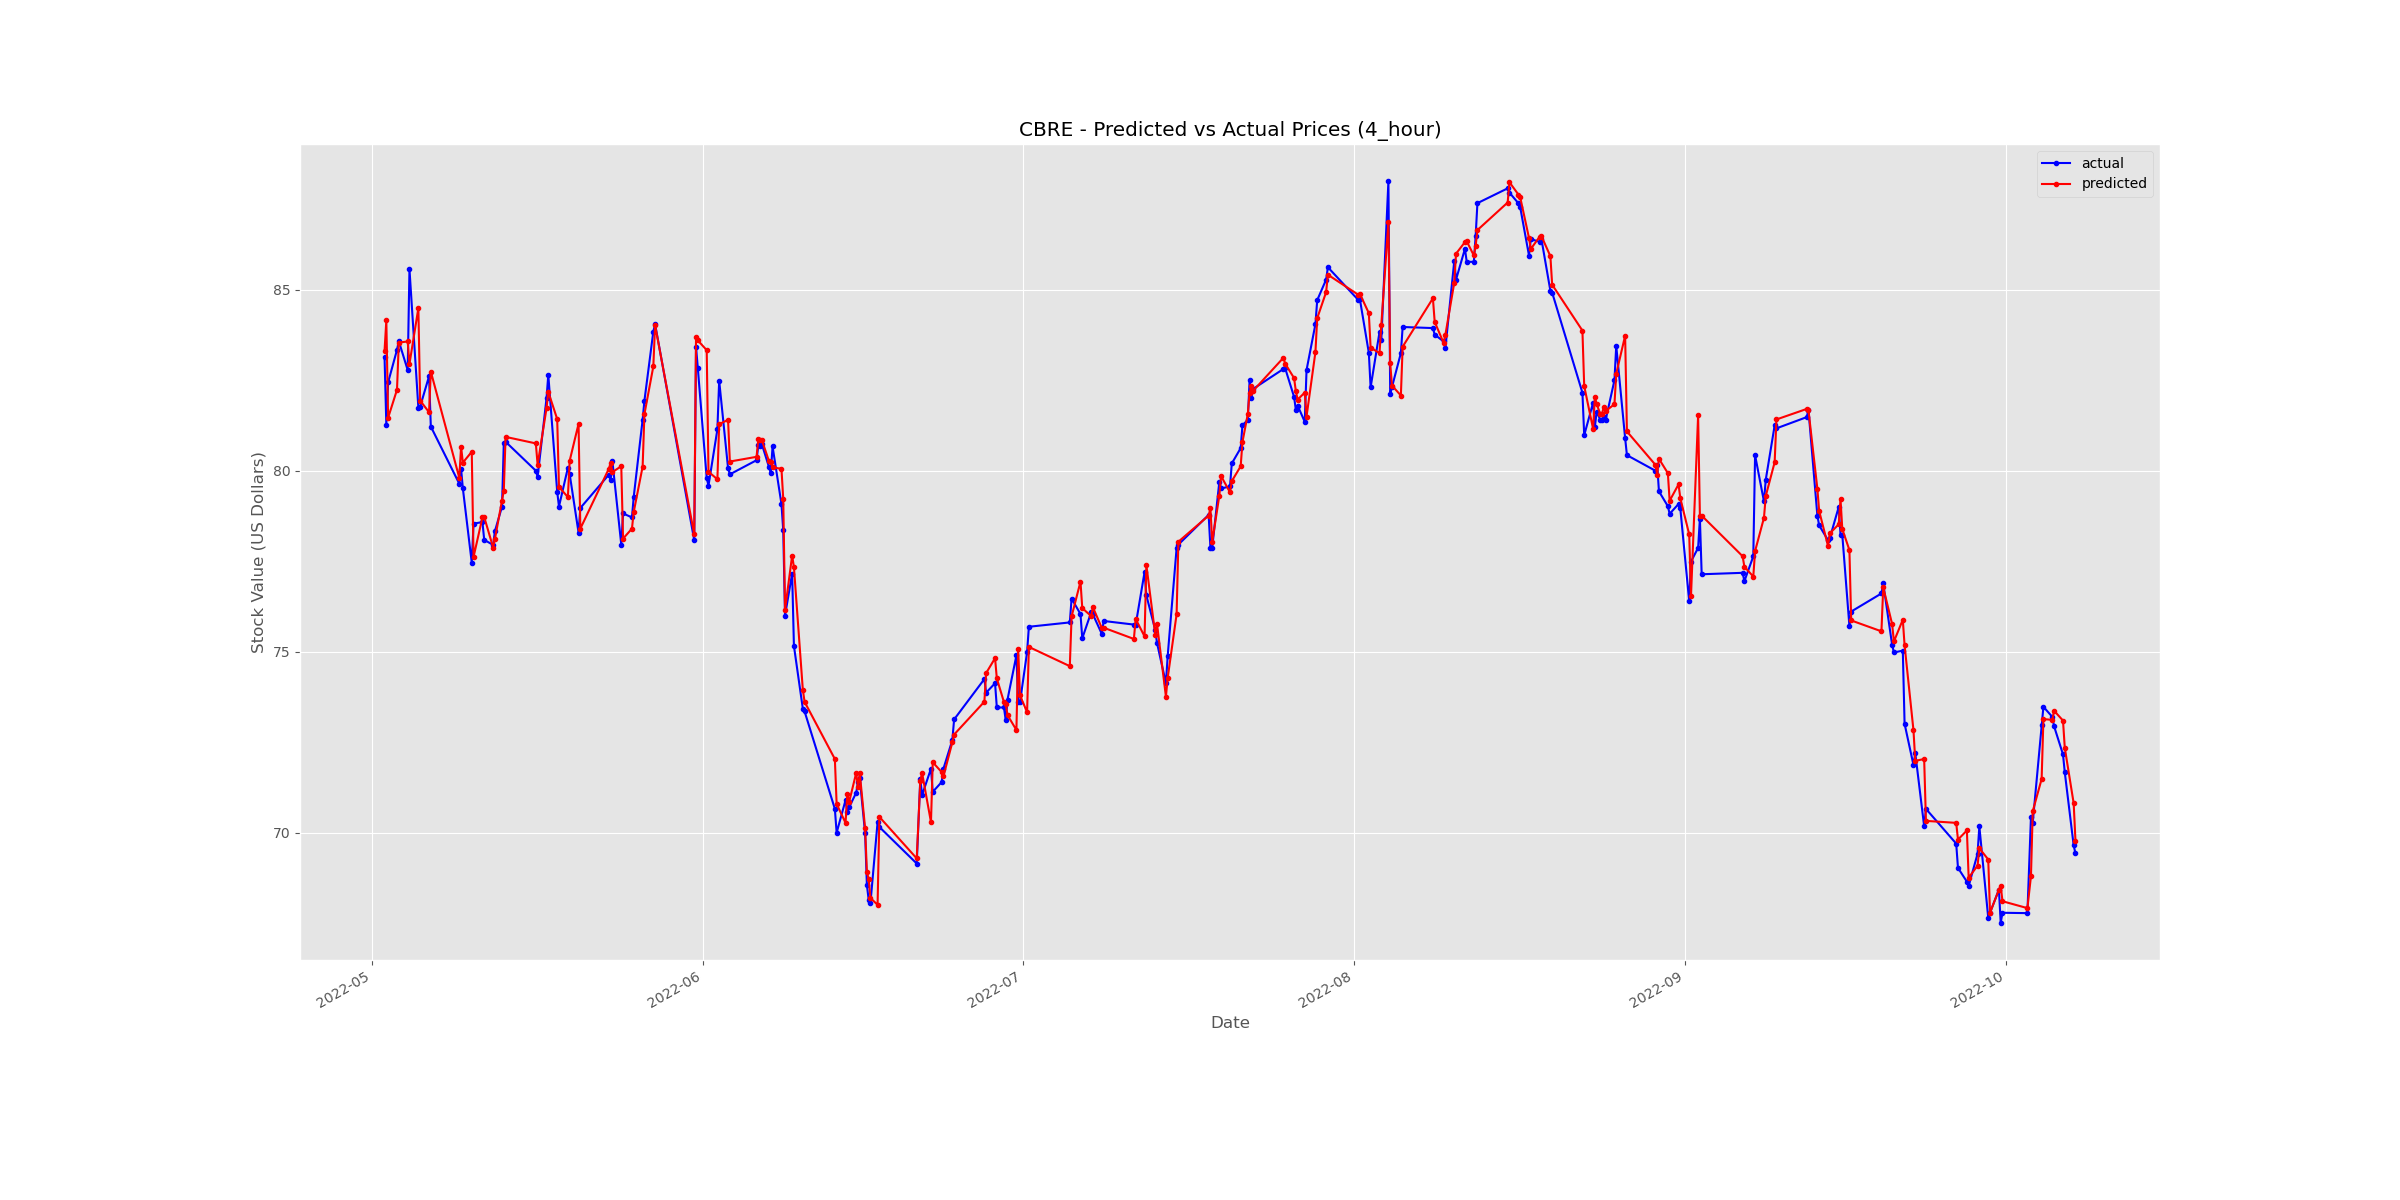 CBRE - Predicted vs Actual Prices (4_hour)
actual
predicted
85
80
75
70
Stock Value (US Dollars)
2022-05
2022-06
2022-07
2022-08
2022-09
2022-10
Date